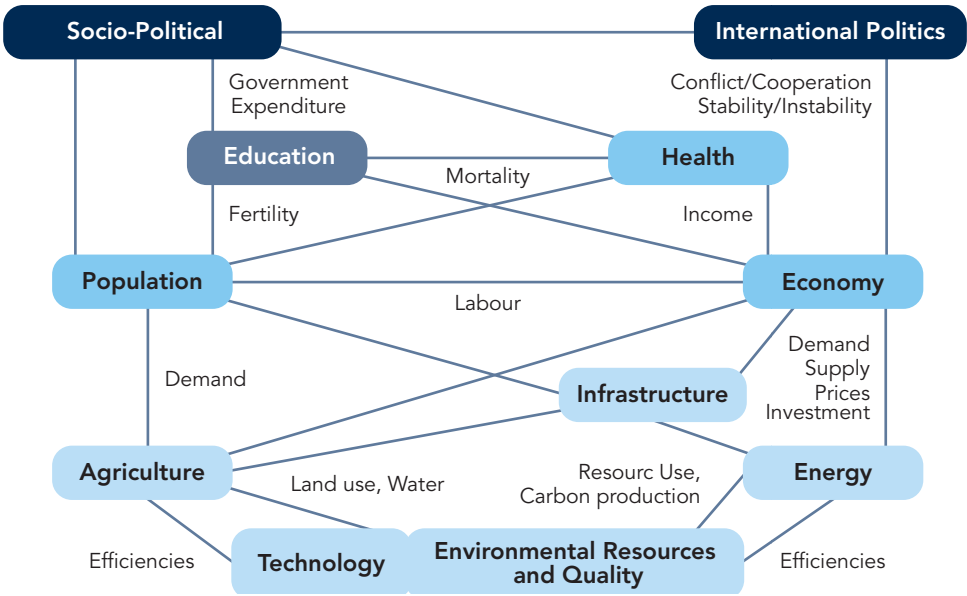 Socio-Political
International Politics
Government
Expenditure
Conflict/Cooperation
Stability/Instability
Education
Health
Mortality
Fertility
Income
Population
Economy
Labour
Demand
Supply
Prices
Investment
Demand
Infrastructure
Agriculture
Energy
Land use, Water
Resourc Use,
Carbon production
Efficiencies
Technology
Environmental Resources
and Quality
Efficiencies